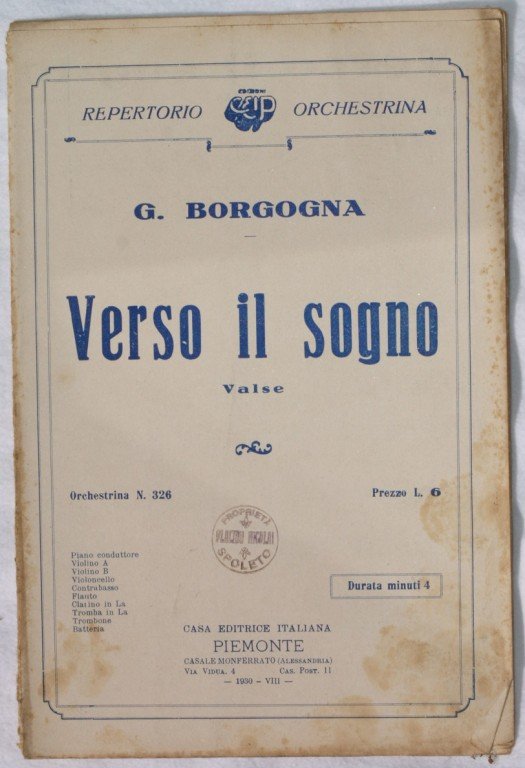 REPERTORIO CEIP ORCHESTRINA
G. BORGOGNA
Verso il sogno
Valse
Orchestrina N. 326
Prezzo L. 6
PROPRIETÀ
SPOLETO
Piano conduttore
Violino A
Violino B
Violoncello
Contrabasso
Flauto
Clarino in La
Tromba in La
Trombone
Batteria
Durata minuti 4
CASA EDITRICE ITALIANA
PIEMONTE
CASALE MONFERRATO (ALESSANDRIA)
VIA VIDUA, 4 CAS. POST. 11
— 1930 - VIII —